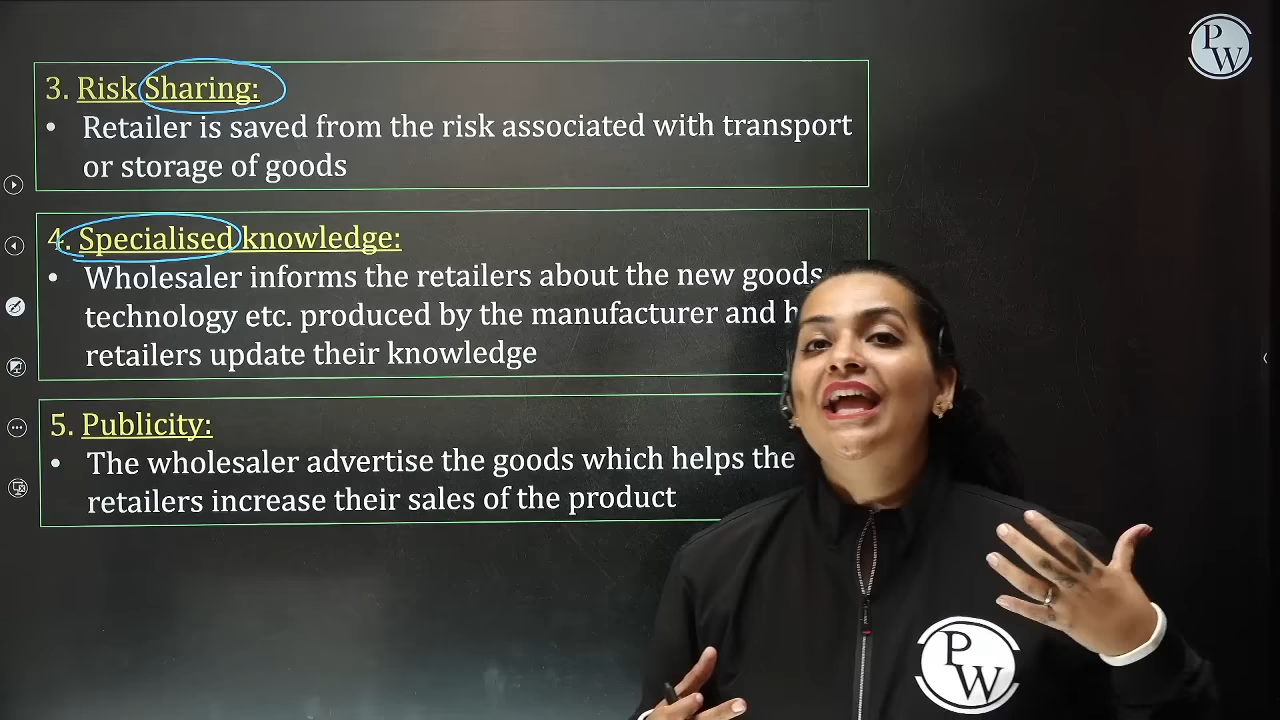 3. Risk Sharing:
• Retailer is saved from the risk associated with transport
or storage of goods
4. Specialised knowledge:
• Wholesaler informs the retailers about the new goods
technology etc. produced by the manufacturer and
retailers update their knowledge
5. Publicity:
• The wholesaler advertise the goods which helps the
retailers increase their sales of the product
PW
PW